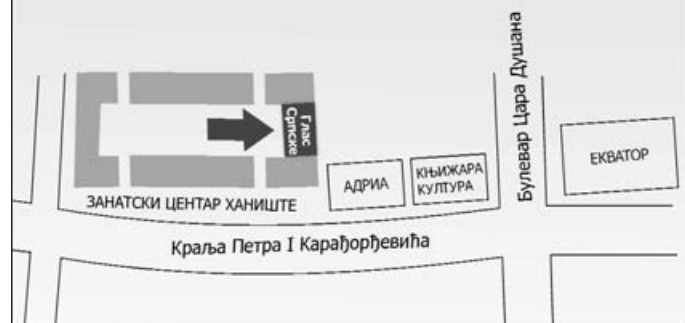 Булевар Цара Душана
Глас
Српске
ЕКВАТОР
АДРИА
КЊИЖАРА
КУЛТУРА
ЗАНАТСКИ ЦЕНТАР ХАНИШТЕ
Краља Петра I Карађорђевића